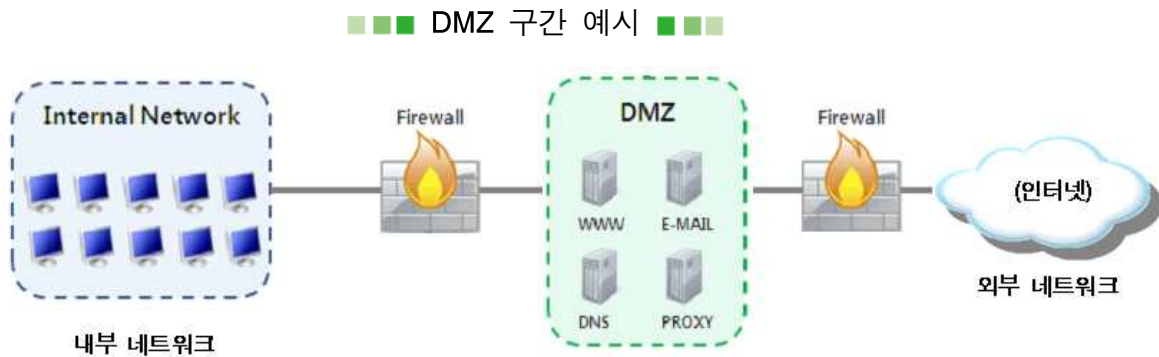 DMZ 구간 예시
Internal Network
Firewall
DMZ
Firewall
WWW
E-MAIL
(인터넷)
DNS
PROXY
외부 네트워크
내부 네트워크